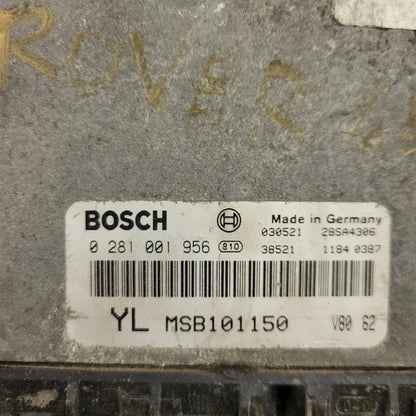 ROVER
BOSCH Made in Germany
030521 28SA4306
0 281 001 956 810 38521 1184 0387
YL MSB101150 V80 62